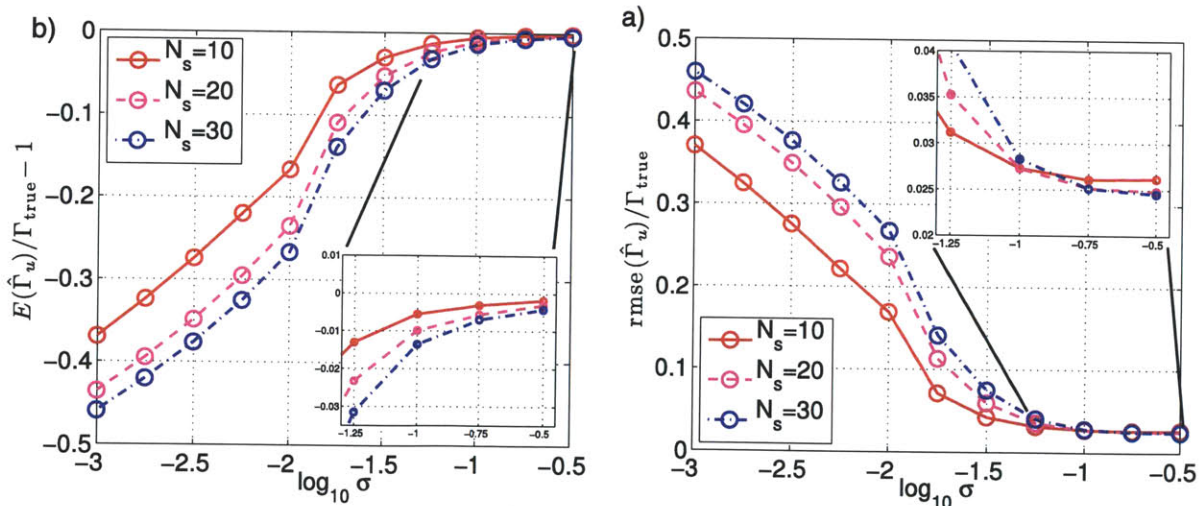 b)
E(Γ̂_u)/Γ_true − 1
0
−0.1
−0.2
−0.3
−0.4
−0.5
N_s=10
N_s=20
N_s=30
0.01
0
−0.01
−0.02
−0.03
−1.25 −1 −0.75 −0.5
−3 −2.5 −2 −1.5 −1 −0.5
log_10 σ
a)
rmse(Γ̂_u)/Γ_true
0.5
0.4
0.3
0.2
0.1
0
0.04
0.035
0.03
0.025
0.02
−1.25 −1 −0.75 −0.5
N_s=10
N_s=20
N_s=30
−3 −2.5 −2 −1.5 −1 −0.5
log_10 σ